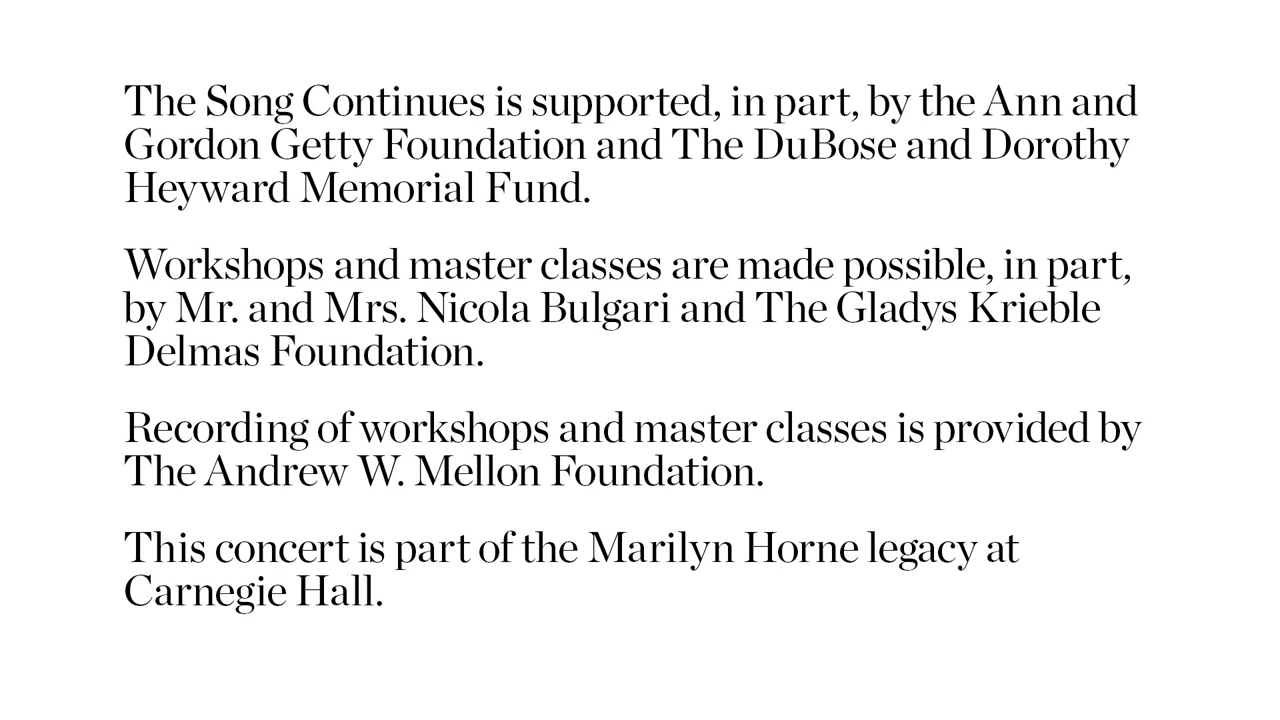 The Song Continues is supported, in part, by the Ann and
Gordon Getty Foundation and The DuBose and Dorothy
Heyward Memorial Fund.
Workshops and master classes are made possible, in part,
by Mr. and Mrs. Nicola Bulgari and The Gladys Krieble
Delmas Foundation.
Recording of workshops and master classes is provided by
The Andrew W. Mellon Foundation.
This concert is part of the Marilyn Horne legacy at
Carnegie Hall.